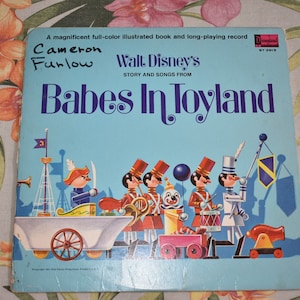 A magnificent full-color illustrated book and long-playing record
Cameron
Furlow
Walt Disney's
STORY AND SONGS FROM
Babes In Toyland